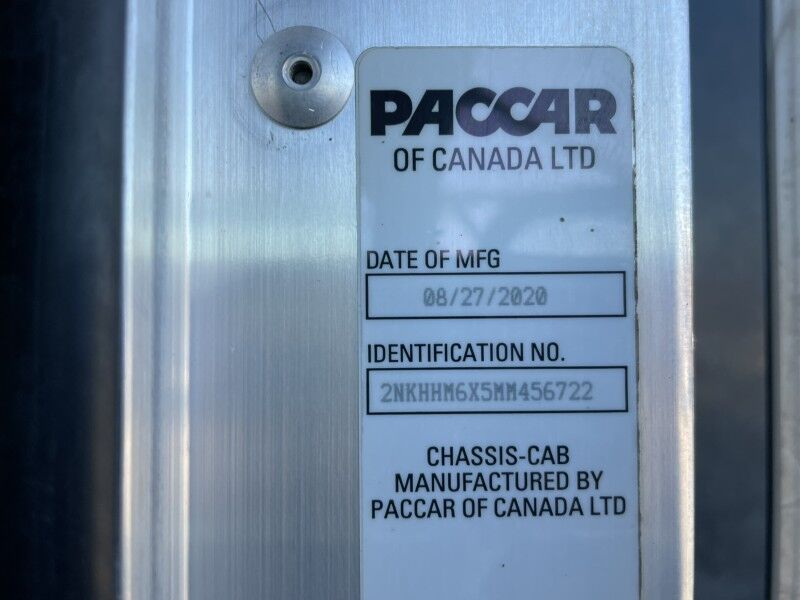 PACCAR
OF CANADA LTD
DATE OF MFG
08/27/2020
IDENTIFICATION NO.
2NKHHM6X5MM456722
CHASSIS-CAB
MANUFACTURED BY
PACCAR OF CANADA LTD